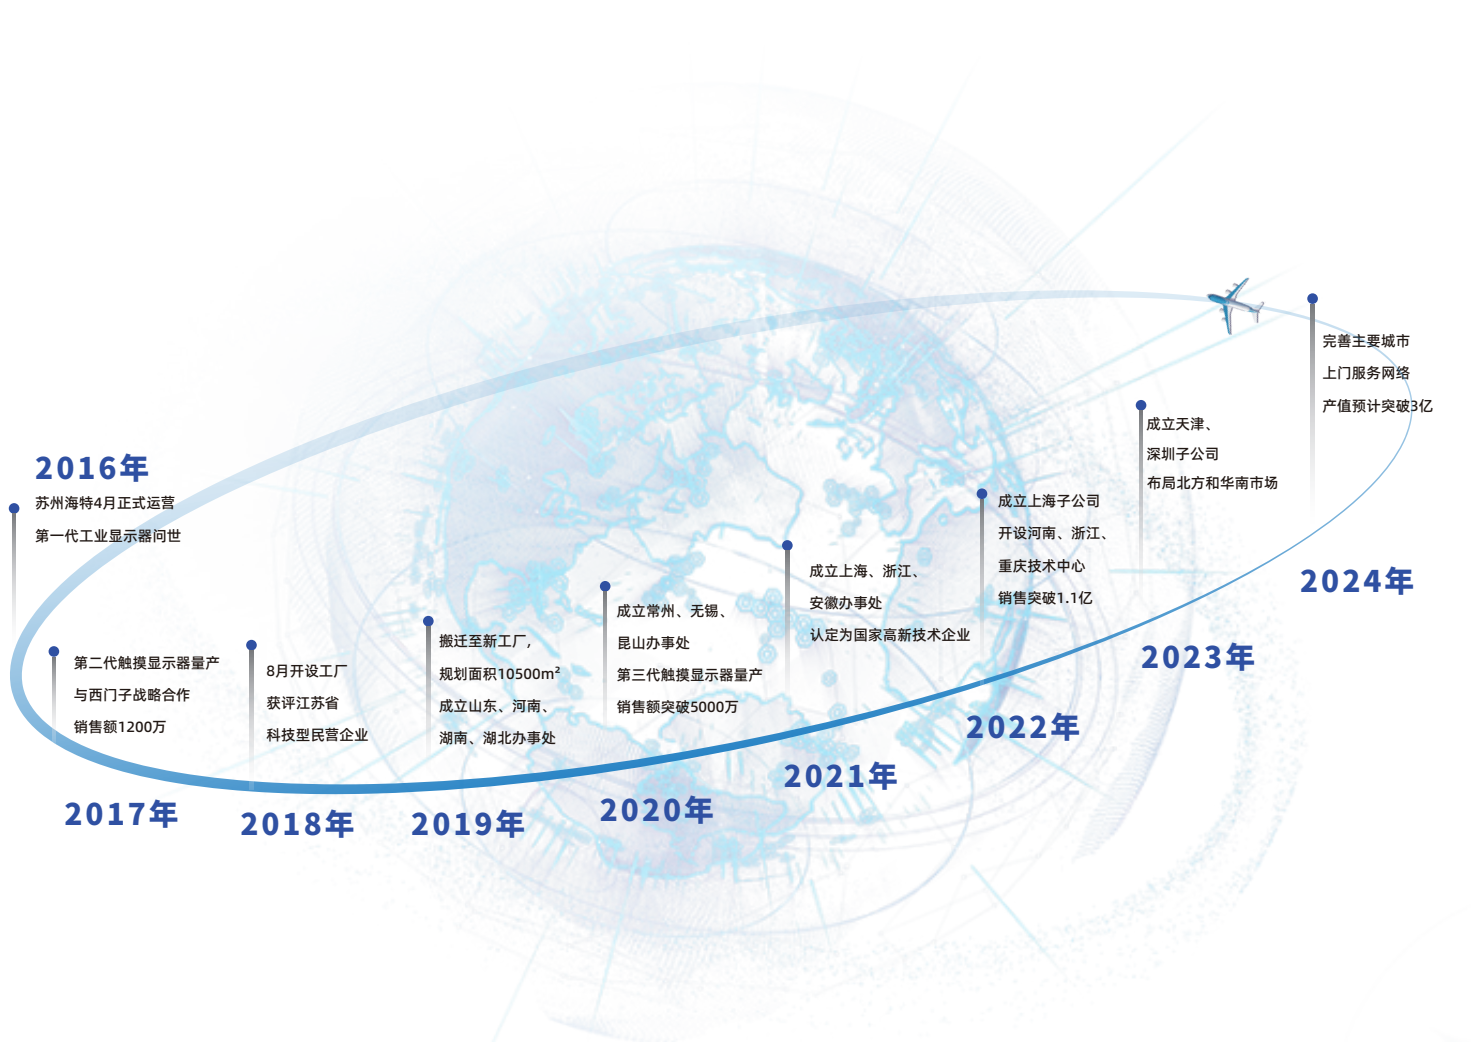 2016年
苏州海特4月正式运营
第一代工业显示器问世
第二代触摸显示器量产
与西门子战略合作
销售额1200万
2017年
8月开设工厂
获评江苏省
科技型民营企业
2018年
搬迁至新工厂，
规划面积10500m²
成立山东、河南、
湖南、湖北办事处
2019年
成立常州、无锡、
昆山办事处
第三代触摸显示器量产
销售额突破5000万
2020年
成立上海、浙江、
安徽办事处
认定为国家高新技术企业
2021年
成立上海子公司
开设河南、浙江、
重庆技术中心
销售突破1.1亿
2022年
成立天津、
深圳子公司
布局北方和华南市场
2023年
完善主要城市
上门服务网络
产值预计突破3亿
2024年